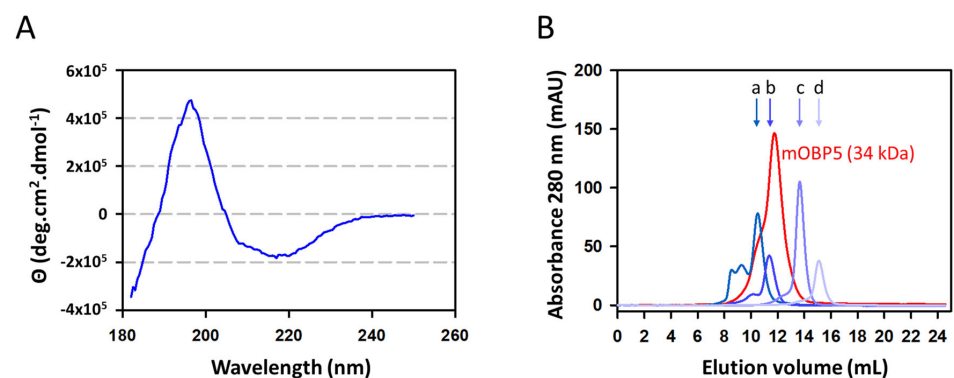 A
Θ (deg.cm².dmol⁻¹)
6x10⁵
4x10⁵
2x10⁵
0
-2x10⁵
-4x10⁵
182 200 220 240 260
Wavelength (nm)
B
Absorbance 280 nm (mAU)
200
150
100
50
0
a b c d
mOBP5 (34 kDa)
0 2 4 6 8 10 12 14 16 18 20 22 24
Elution volume (mL)